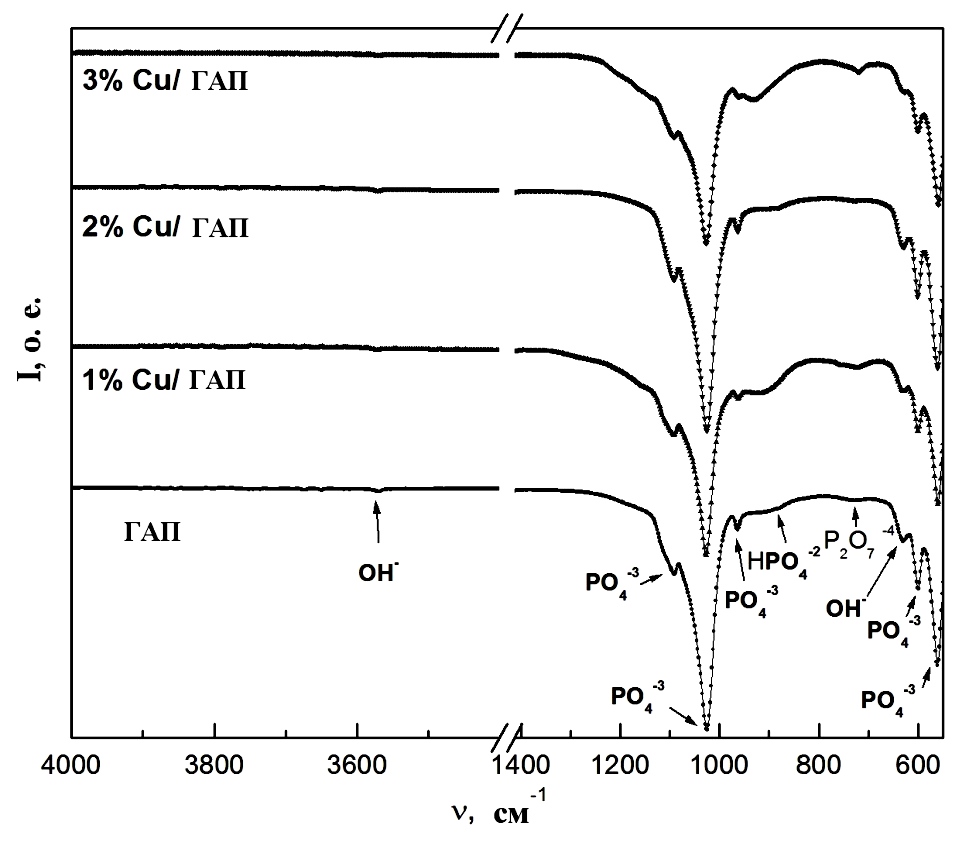 3% Cu/ ГАП
2% Cu/ ГАП
1% Cu/ ГАП
ГАП
I, о. е.
OH⁻
PO₄⁻³
PO₄⁻³
PO₄⁻³
HPO₄⁻²
P₂O₇⁻⁴
OH⁻
PO₄⁻³
PO₄⁻³
4000 3800 3600 1400 1200 1000 800 600
ν, см⁻¹